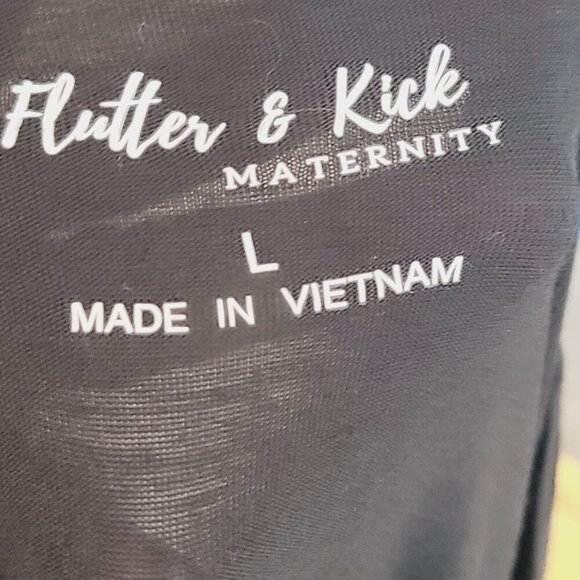 Flutter & Kick
MATERNITY
L
MADE IN VIETNAM